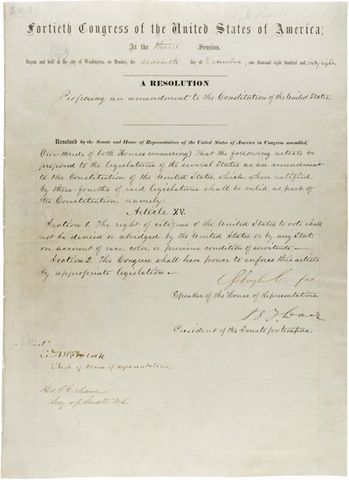 Fortieth Congress of the United States of America;
At the third Session,
Begun and held at the city of Washington, on Monday, the seventh day of December, one thousand eight hundred and sixty-eight.
A RESOLUTION
Proposing an amendment to the Constitution of the United States.
Resolved by the Senate and House of Representatives of the United States of America in Congress assembled,
(two-thirds of both Houses concurring) That the following article be
proposed to the legislatures of the several States as an amendment
to the Constitution of the United States, which, when ratified
by three-fourths of said legislatures shall be valid as part of
the Constitution, namely:
Article XV.
Section 1. The right of citizens of the United States to vote shall
not be denied or abridged by the United States or by any State
on account of race, color, or previous condition of servitude—
Section 2. The Congress shall have power to enforce this article
by appropriate legislation—
Speaker of the House of Representatives
B F Wade
President of the Senate pro tempore.
Attest
Clerk of House of Representatives
Geo. C. Gorham
Secy of Senate U.S.